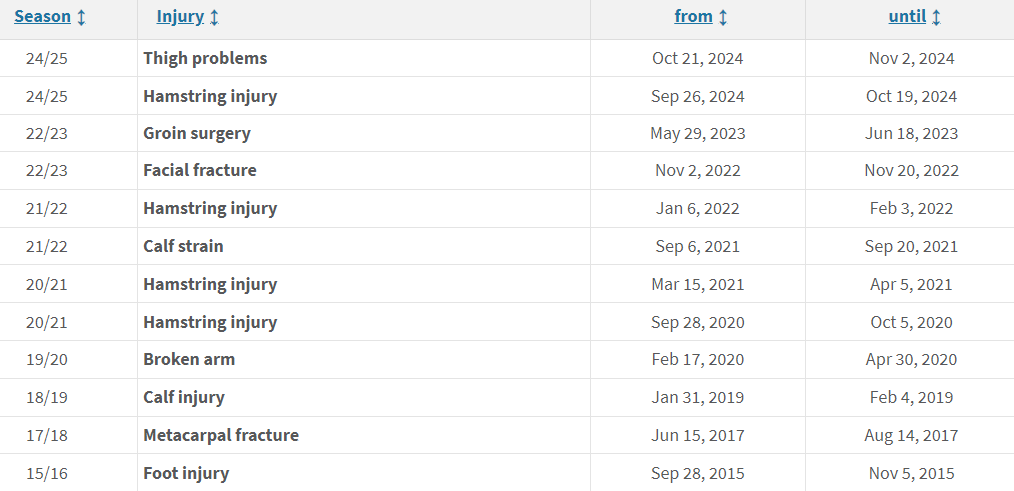 Season ↕ Injury ↕ from ↕ until ↕
24/25 Thigh problems Oct 21, 2024 Nov 2, 2024
24/25 Hamstring injury Sep 26, 2024 Oct 19, 2024
22/23 Groin surgery May 29, 2023 Jun 18, 2023
22/23 Facial fracture Nov 2, 2022 Nov 20, 2022
21/22 Hamstring injury Jan 6, 2022 Feb 3, 2022
21/22 Calf strain Sep 6, 2021 Sep 20, 2021
20/21 Hamstring injury Mar 15, 2021 Apr 5, 2021
20/21 Hamstring injury Sep 28, 2020 Oct 5, 2020
19/20 Broken arm Feb 17, 2020 Apr 30, 2020
18/19 Calf injury Jan 31, 2019 Feb 4, 2019
17/18 Metacarpal fracture Jun 15, 2017 Aug 14, 2017
15/16 Foot injury Sep 28, 2015 Nov 5, 2015